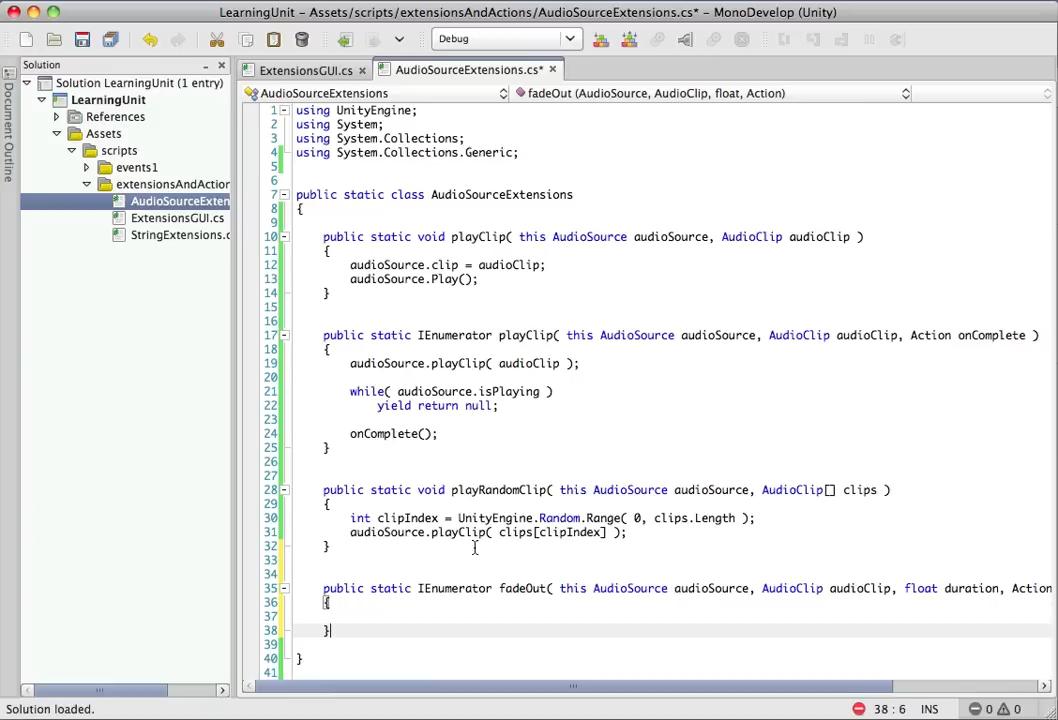 LearningUnit – Assets/scripts/extensionsAndActions/AudioSourceExtensions.cs* – MonoDevelop (Unity)
Debug
Solution
Solution LearningUnit (1 entry)
LearningUnit
References
Assets
scripts
events1
extensionsAndAction
AudioSourceExten
ExtensionsGUI.cs
StringExtensions.c
Document Outline
ExtensionsGUI.cs
AudioSourceExtensions.cs*
AudioSourceExtensions
fadeOut (AudioSource, AudioClip, float, Action)
1 using UnityEngine;
2 using System;
3 using System.Collections;
4 using System.Collections.Generic;
5
6
7 public static class AudioSourceExtensions
8 {
9
10 public static void playClip( this AudioSource audioSource, AudioClip audioClip )
11 {
12 audioSource.clip = audioClip;
13 audioSource.Play();
14 }
15
16
17 public static IEnumerator playClip( this AudioSource audioSource, AudioClip audioClip, Action onComplete )
18 {
19 audioSource.playClip( audioClip );
20
21 while( audioSource.isPlaying )
22 yield return null;
23
24 onComplete();
25 }
26
27
28 public static void playRandomClip( this AudioSource audioSource, AudioClip[] clips )
29 {
30 int clipIndex = UnityEngine.Random.Range( 0, clips.Length );
31 audioSource.playClip( clips[clipIndex] );
32 }
33
34
35 public static IEnumerator fadeOut( this AudioSource audioSource, AudioClip audioClip, float duration, Action
36 {
37
38 }
39
40 }
41
Solution loaded.
38 : 6
INS
0
0